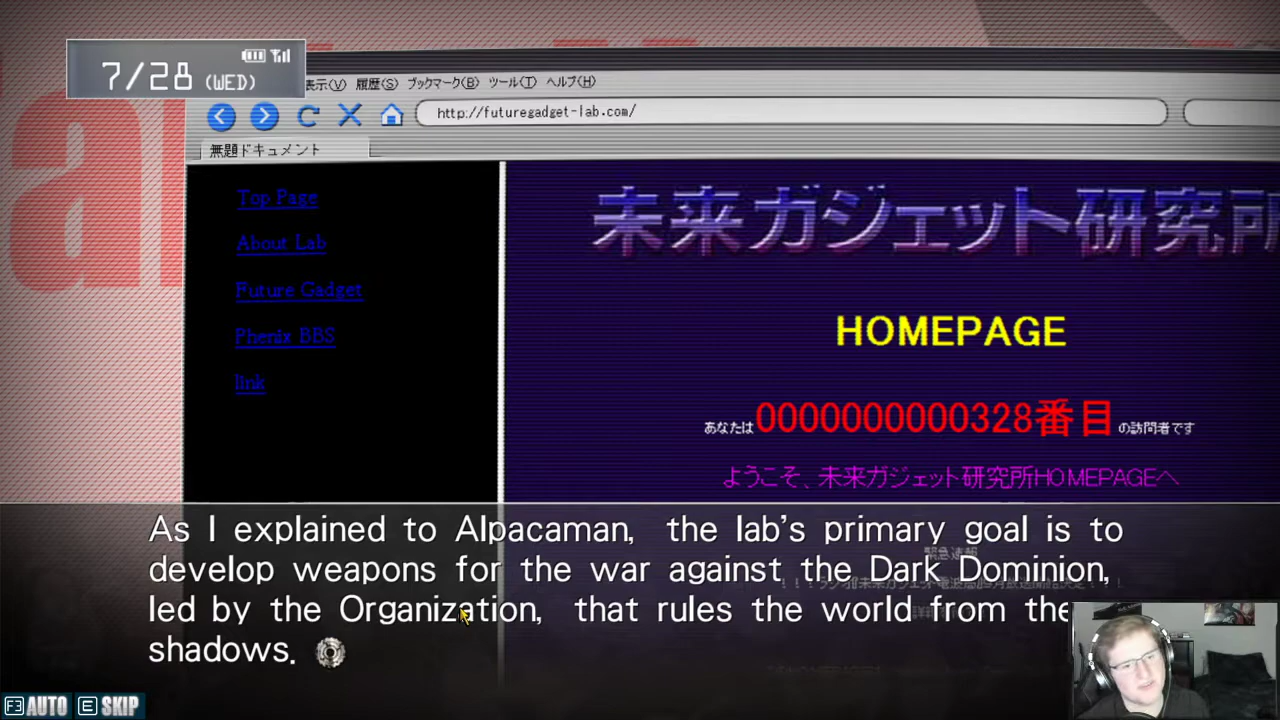 7/28 (WED)
表示(V) 履歴(S) ブックマーク(B) ツール(T) ヘルプ(H)
http://futuregadget-lab.com/
無題ドキュメント
Top Page
About Lab
Future Gadget
Phenix BBS
link
未来ガジェット研究所
HOMEPAGE
あなたは0000000000328番目の訪問者です
ようこそ、未来ガジェット研究所HOMEPAGEへ
緊急速報
As I explained to Alpacaman, the lab's primary goal is to
develop weapons for the war against the Dark Dominion,
led by the Organization, that rules the world from the
shadows.
F3 AUTO E SKIP